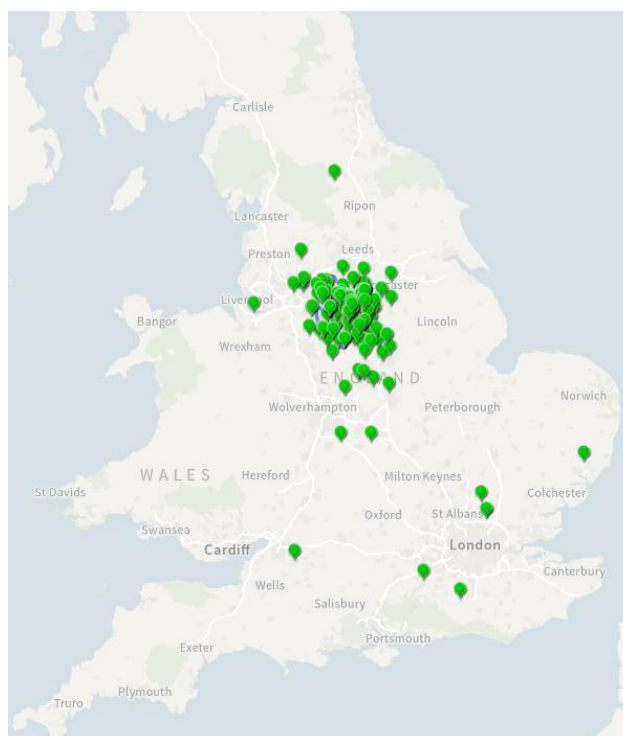 Carlisle
Ripon
Lancaster
Preston
Leeds
caster
Liverpool
Bangor
Lincoln
Wrexham
ENGLAND
Norwich
Wolverhampton
Peterborough
WALES
Hereford
Milton Keynes
St Davids
Colchester
Oxford
St Albans
Swansea
Cardiff
London
Wells
Canterbury
Salisbury
Portsmouth
Exeter
Plymouth
Truro